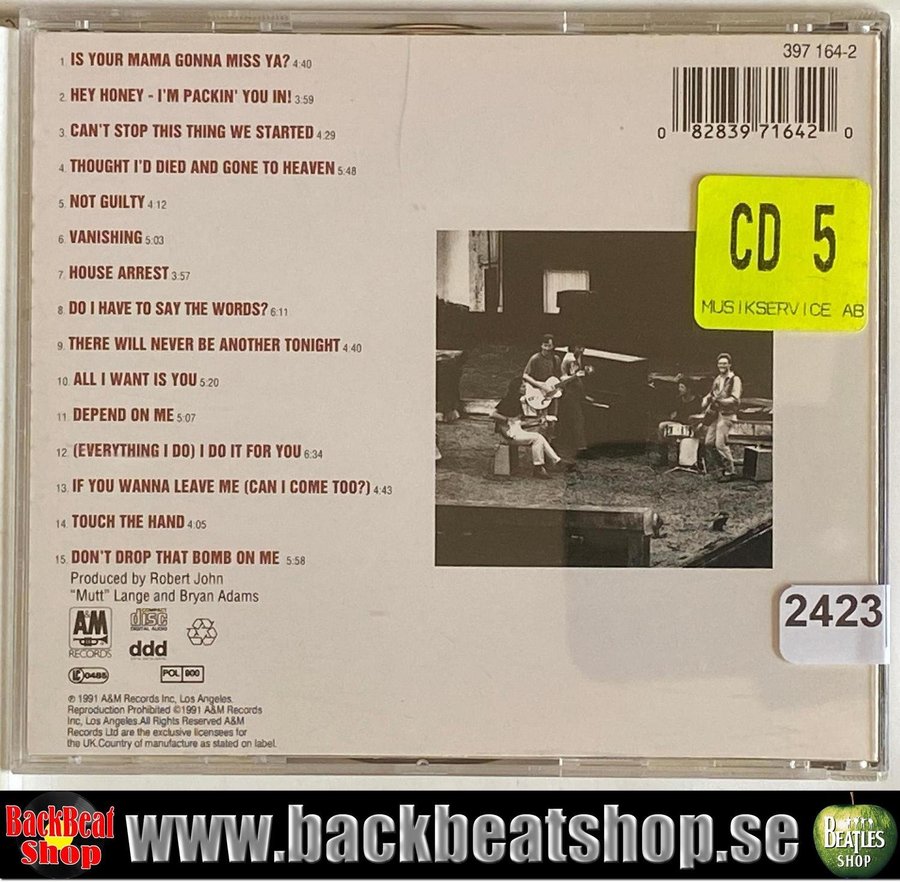 397 164-2
0 82839 71642 0
1. IS YOUR MAMA GONNA MISS YA? 4:40
2. HEY HONEY - I'M PACKIN' YOU IN! 3:59
3. CAN'T STOP THIS THING WE STARTED 4:29
4. THOUGHT I'D DIED AND GONE TO HEAVEN 5:48
5. NOT GUILTY 4:12
6. VANISHING 5:03
7. HOUSE ARREST 3:57
8. DO I HAVE TO SAY THE WORDS? 6:11
9. THERE WILL NEVER BE ANOTHER TONIGHT 4:40
10. ALL I WANT IS YOU 5:20
11. DEPEND ON ME 5:07
12. (EVERYTHING I DO) I DO IT FOR YOU 6:34
13. IF YOU WANNA LEAVE ME (CAN I COME TOO?) 4:43
14. TOUCH THE HAND 4:05
15. DON'T DROP THAT BOMB ON ME 5:58
CD 5
MUSIKSERVICE AB
2423
Produced by Robert John
"Mutt" Lange and Bryan Adams
A&M
RECORDS
COMPACT
disc
DIGITAL AUDIO
ddd
LC 0485
POL 900
℗ 1991 A&M Records Inc, Los Angeles.
Reproduction Prohibited ©1991 A&M Records
Inc, Los Angeles.All Rights Reserved A&M
Records Ltd are the exclusive licensees for
the UK.Country of manufacture as stated on label.
BackBeat
Shop
www.backbeatshop.se
BEATLES
SHOP